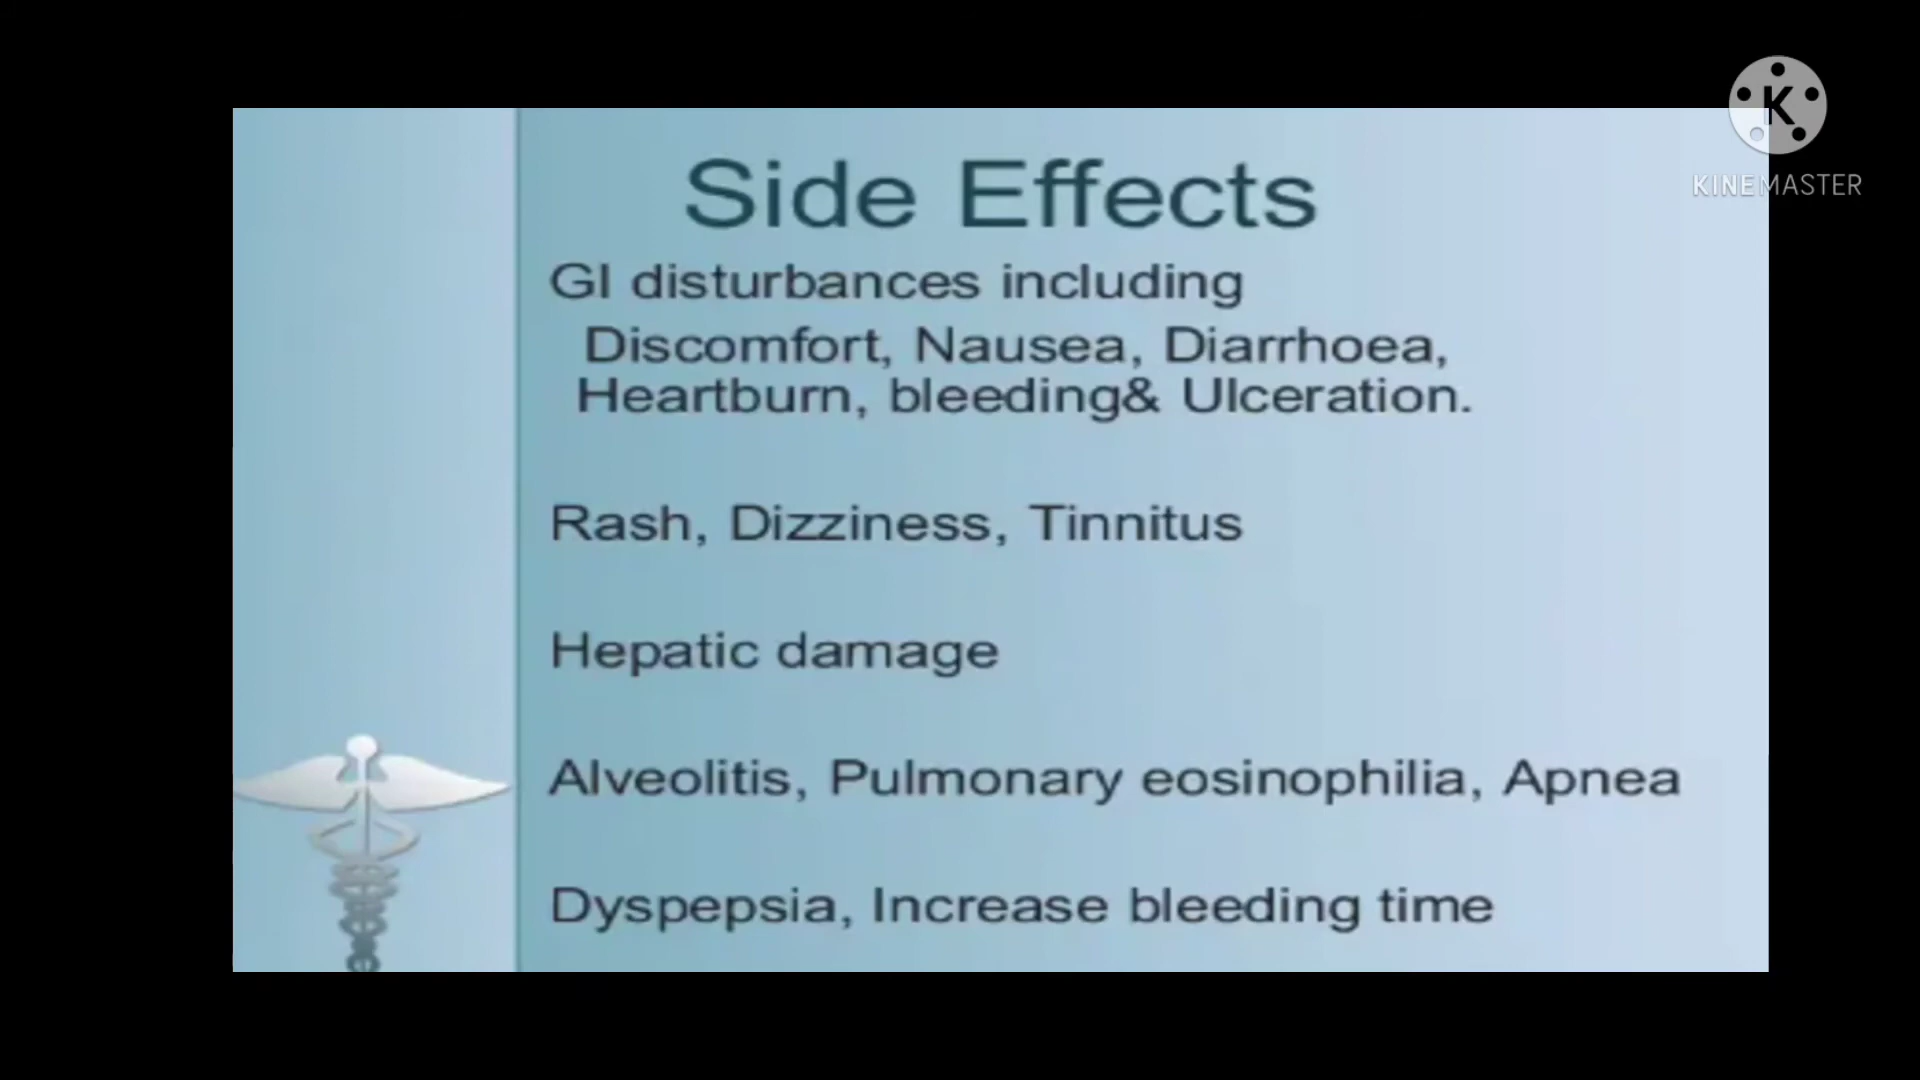 Side Effects
GI disturbances including
Discomfort, Nausea, Diarrhoea,
Heartburn, bleeding& Ulceration.
Rash, Dizziness, Tinnitus
Hepatic damage
Alveolitis, Pulmonary eosinophilia, Apnea
Dyspepsia, Increase bleeding time
K
KINEMASTER